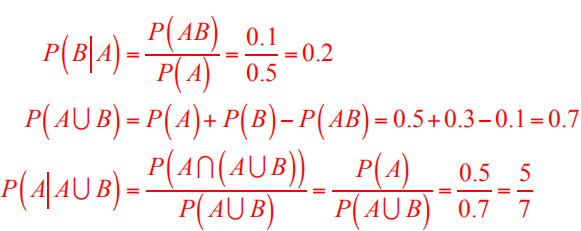 P(B|A) = P(AB)/P(A) = 0.1/0.5 = 0.2
P(A∪B) = P(A)+P(B)−P(AB) = 0.5+0.3−0.1 = 0.7
P(A|A∪B) = P(A∩(A∪B))/P(A∪B) = P(A)/P(A∪B) = 0.5/0.7 = 5/7